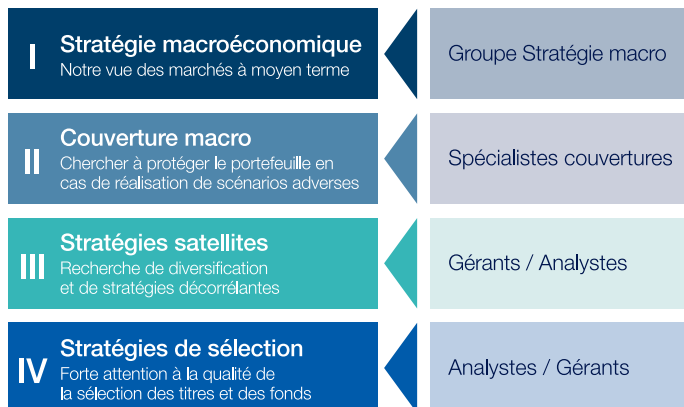 I
Stratégie macroéconomique
Notre vue des marchés à moyen terme
Groupe Stratégie macro
II
Couverture macro
Chercher à protéger le portefeuille en
cas de réalisation de scénarios adverses
Spécialistes couvertures
III
Stratégies satellites
Recherche de diversification
et de stratégies décorrélantes
Gérants / Analystes
IV
Stratégies de sélection
Forte attention à la qualité de
la sélection des titres et des fonds
Analystes / Gérants